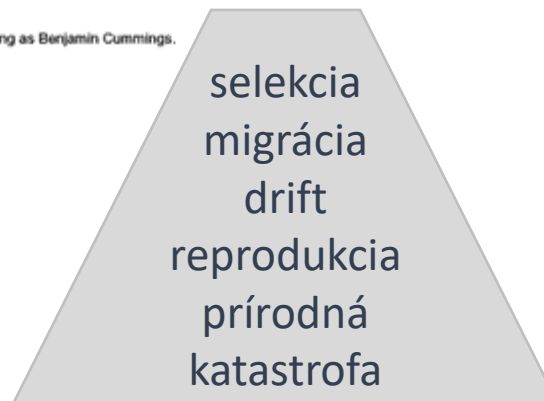 ng as Benjamin Cummings.
selekcia
migrácia
drift
reprodukcia
prírodná
katastrofa